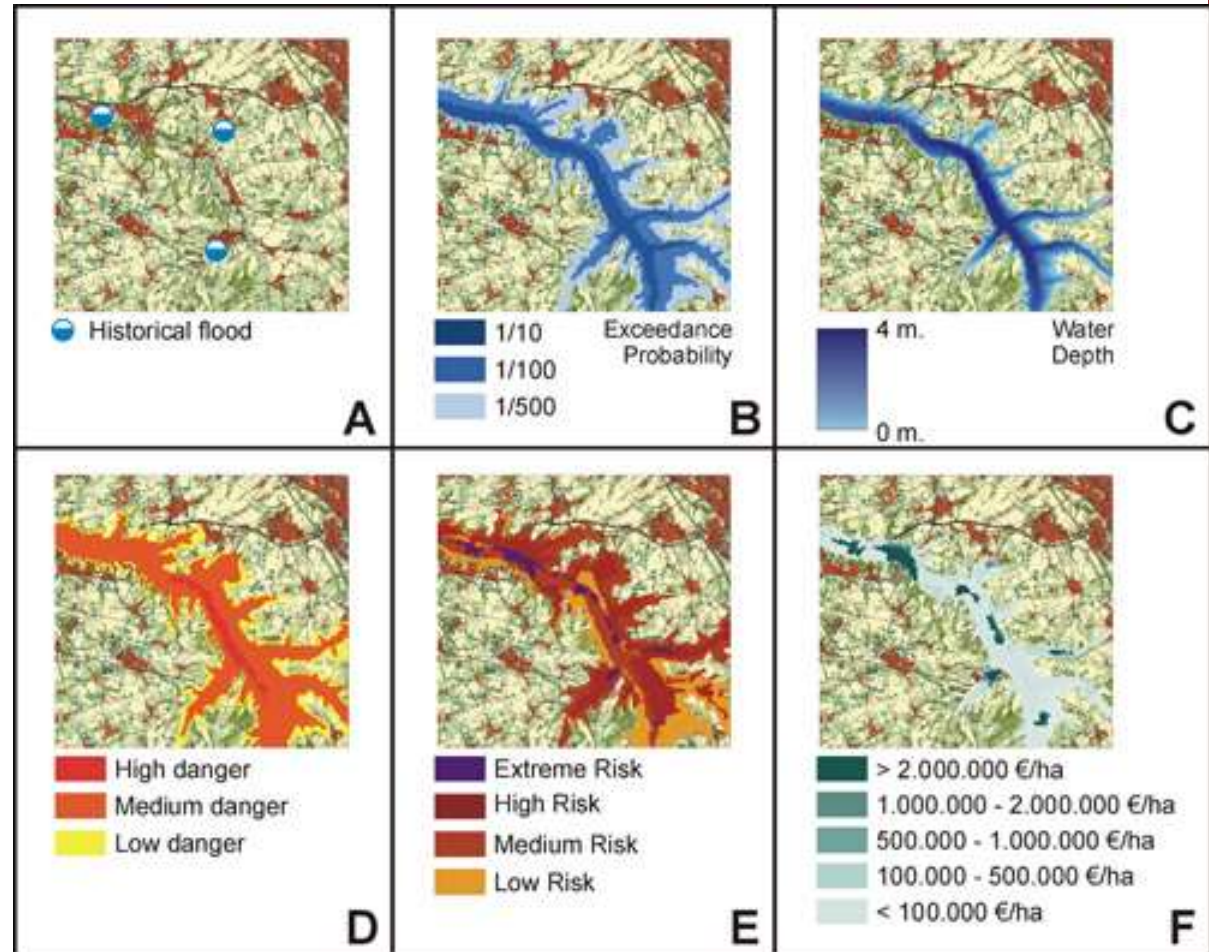 Historical flood
A
1/10
1/100
1/500
Exceedance
Probability
B
4 m.
0 m.
Water
Depth
C
High danger
Medium danger
Low danger
D
Extreme Risk
High Risk
Medium Risk
Low Risk
E
> 2.000.000 €/ha
1.000.000 - 2.000.000 €/ha
500.000 - 1.000.000 €/ha
100.000 - 500.000 €/ha
< 100.000 €/ha
F